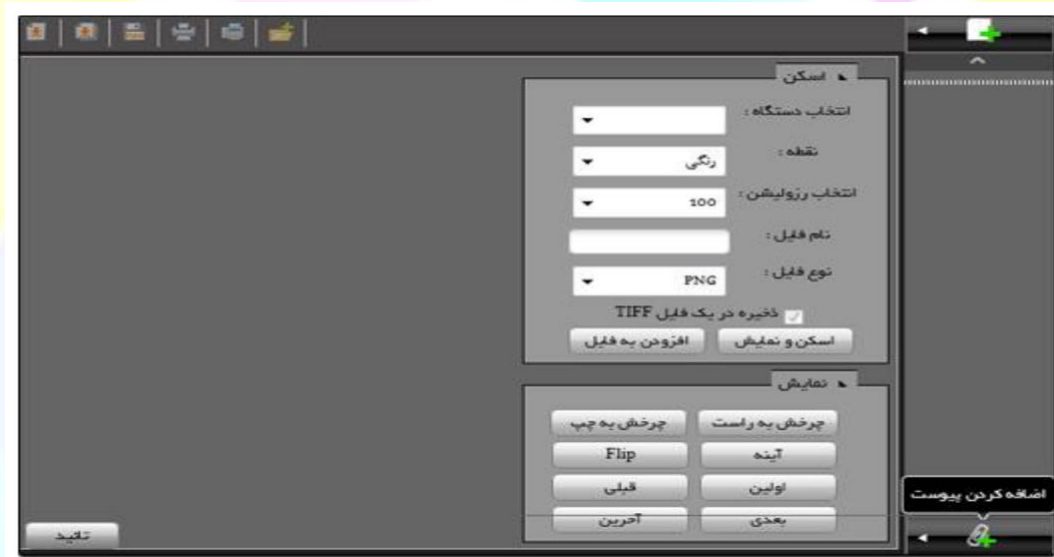 اسکن
انتخاب دستگاه :
نقطه : رنگی
انتخاب رزولیشن : 100
نام فایل :
نوع فایل : PNG
ذخیره در یک فایل TIFF
اسکن و نمایش افزودن به فایل
نمایش
چرخش به راست چرخش به چپ
آینه Flip
اولین قبلی
بعدی آخرین
اضافه کردن پیوست
تائید